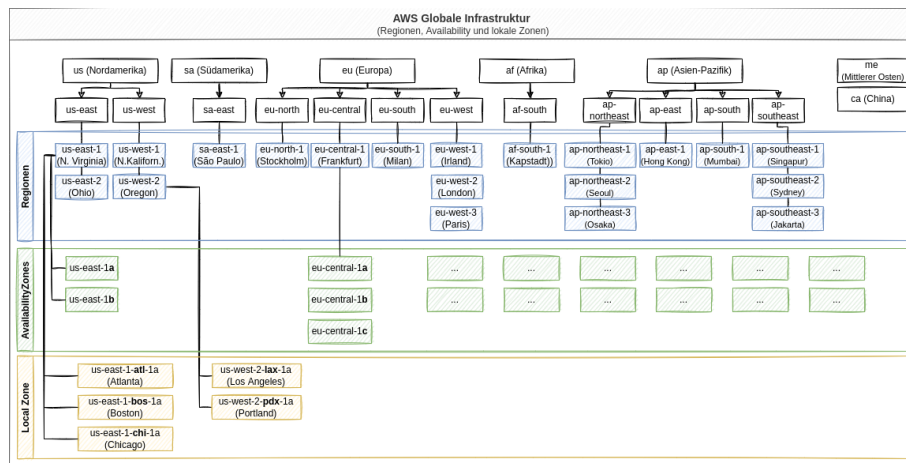 AWS Globale Infrastruktur
(Regionen, Availability und lokale Zonen)
us (Nordamerika)
sa (Südamerika)
eu (Europa)
af (Afrika)
ap (Asien-Pazifik)
me
(Mittlerer Osten)
ca (China)
us-east
us-west
sa-east
eu-north
eu-central
eu-south
eu-west
af-south
ap-
northeast
ap-east
ap-south
ap-
southeast
Regionen
us-east-1
(N. Virginia)
us-west-1
(N.Kaliforn.)
sa-east-1
(São Paulo)
eu-north-1
(Stockholm)
eu-central-1
(Frankfurt)
eu-south-1
(Milan)
eu-west-1
(Irland)
af-south-1
(Kapstadt))
ap-northeast-1
(Tokio)
ap-east-1
(Hong Kong)
ap-south-1
(Mumbai)
ap-southeast-1
(Singapur)
us-east-2
(Ohio)
us-west-2
(Oregon)
eu-west-2
(London)
ap-northeast-2
(Seoul)
ap-southeast-2
(Sydney)
eu-west-3
(Paris)
ap-northeast-3
(Osaka)
ap-southeast-3
(Jakarta)
AvailabilityZones
us-east-1a
eu-central-1a
...
...
...
...
...
...
us-east-1b
eu-central-1b
...
...
...
...
...
...
eu-central-1c
Local Zone
us-east-1-atl-1a
(Atlanta)
us-west-2-lax-1a
(Los Angeles)
us-east-1-bos-1a
(Boston)
us-west-2-pdx-1a
(Portland)
us-east-1-chi-1a
(Chicago)